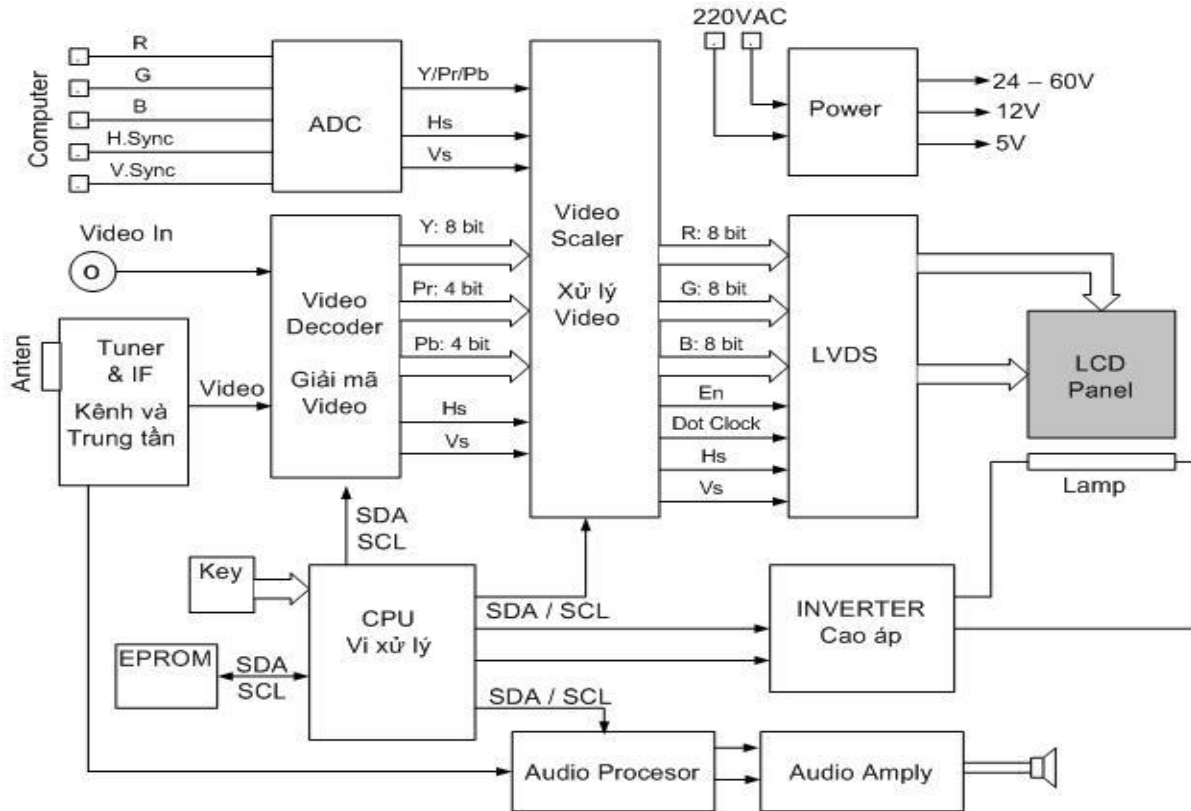 220VAC
R
G
B
H.Sync
V.Sync
Computer
ADC
Y/Pr/Pb
Hs
Vs
Power
24 – 60V
12V
5V
Video In
O
Anten
Tuner
& IF
Kênh và
Trung tần
Video
Video
Decoder
Giải mã
Video
Y: 8 bit
Pr: 4 bit
Pb: 4 bit
Hs
Vs
Video
Scaler
Xử lý
Video
R: 8 bit
G: 8 bit
B: 8 bit
En
Dot Clock
Hs
Vs
LVDS
LCD
Panel
Lamp
SDA
SCL
Key
CPU
Vi xử lý
SDA / SCL
INVERTER
Cao áp
EPROM
SDA
SCL
SDA / SCL
Audio Procesor
Audio Amply